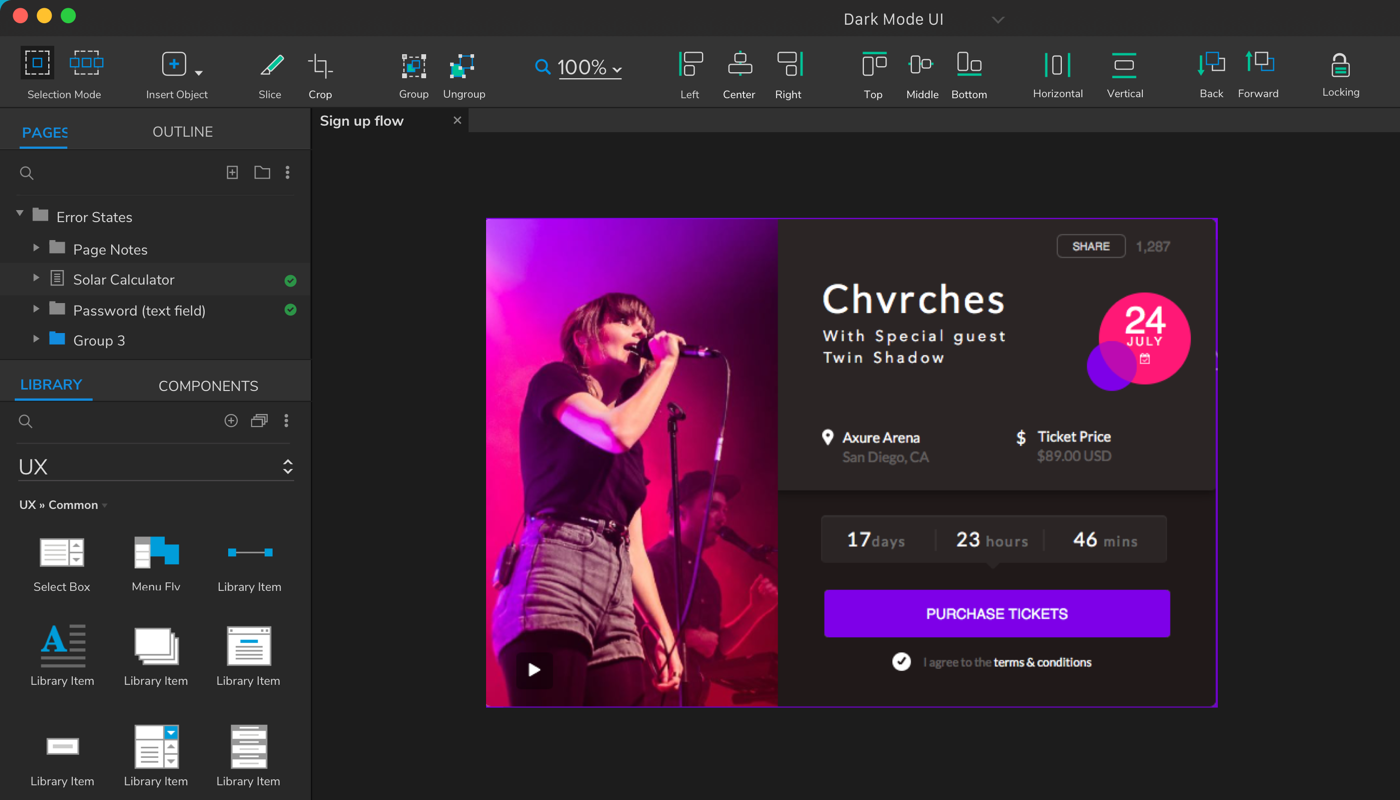 Dark Mode UI
Selection Mode
Insert Object
Slice
Crop
Group
Ungroup
100%
Left
Center
Right
Top
Middle
Bottom
Horizontal
Vertical
Back
Forward
Locking
PAGES
OUTLINE
Sign up flow
Error States
Page Notes
Solar Calculator
Password (text field)
Group 3
LIBRARY
COMPONENTS
UX
UX » Common
Select Box
Menu Fly
Library Item
A
Library Item
Library Item
Library Item
Library Item
Library Item
Library Item
SHARE
1,287
Chvrches
With Special guest
Twin Shadow
24
JULY
Axure Arena
San Diego, CA
$
Ticket Price
$89.00 USD
17days
23 hours
46 mins
PURCHASE TICKETS
I agree to the terms & conditions